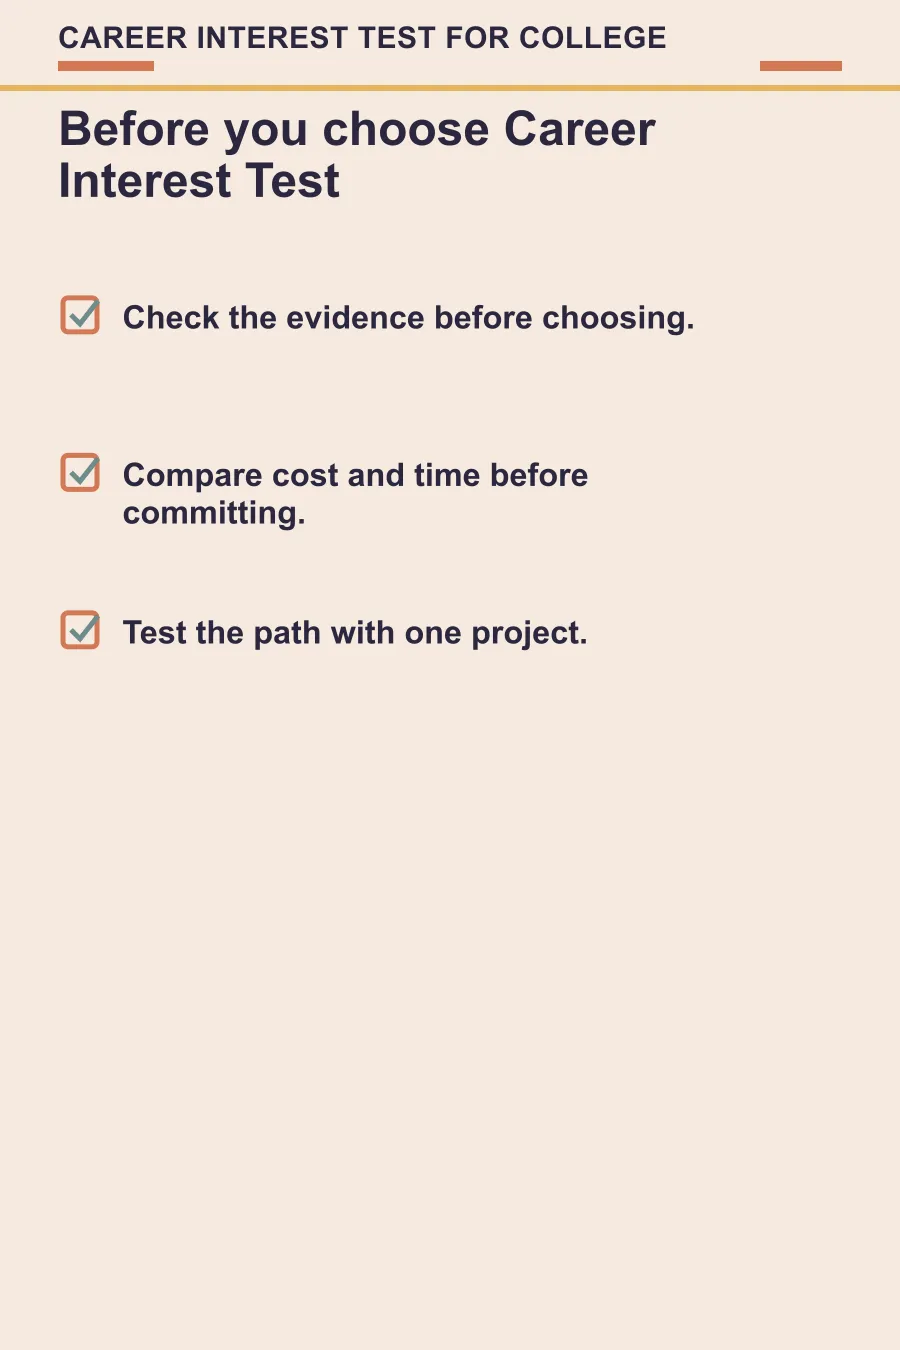 CAREER INTEREST TEST FOR COLLEGE
Before you choose Career
Interest Test
Check the evidence before choosing.
Compare cost and time before
committing.
Test the path with one project.